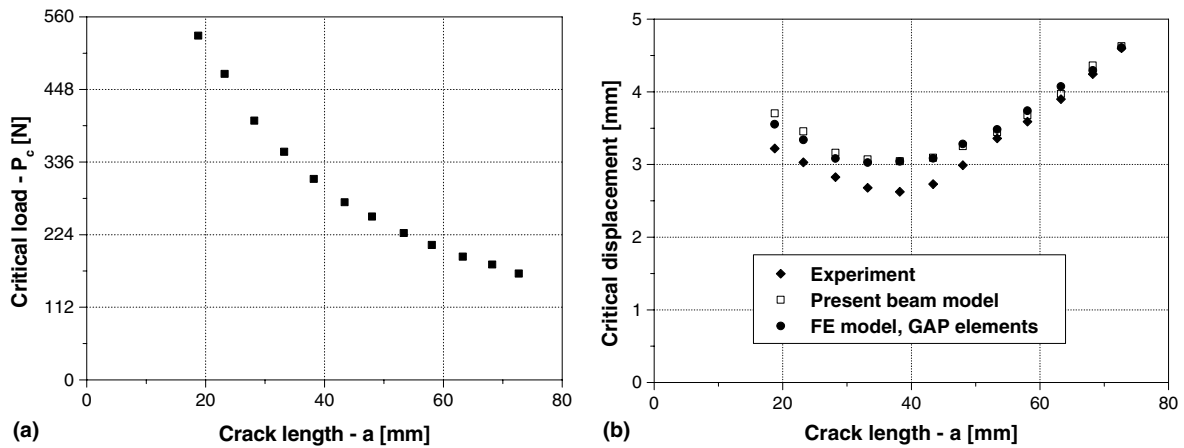 560
448
336
224
112
0
Critical load - Pc [N]
0 20 40 60 80
(a)
Crack length - a [mm]
5
4
3
2
1
0
Critical displacement [mm]
Experiment
Present beam model
FE model, GAP elements
0 20 40 60 80
(b)
Crack length - a [mm]